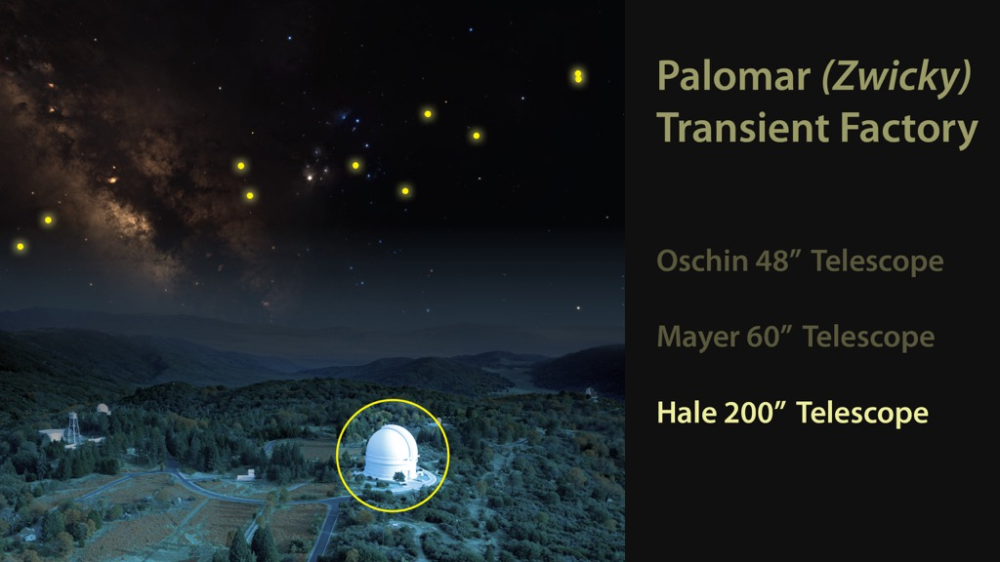 Palomar (Zwicky)
Transient Factory
Oschin 48” Telescope
Mayer 60” Telescope
Hale 200” Telescope